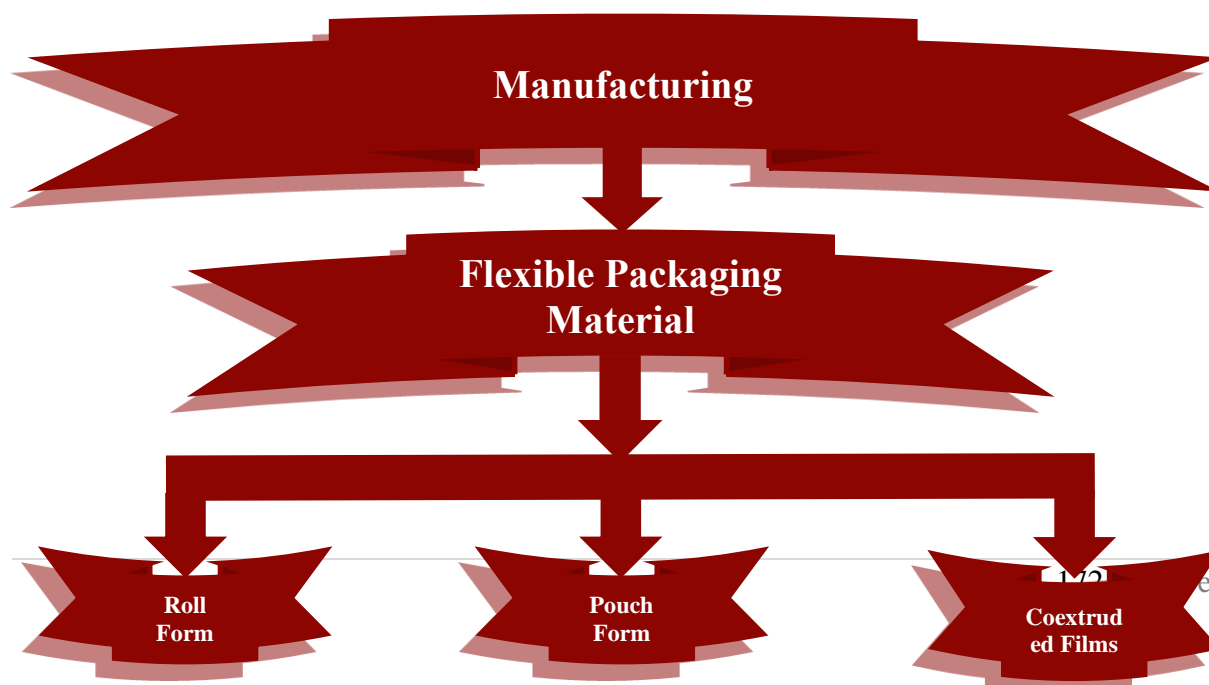 Manufacturing
Flexible Packaging
Material
Roll
Form
Pouch
Form
Coextrud
ed Films